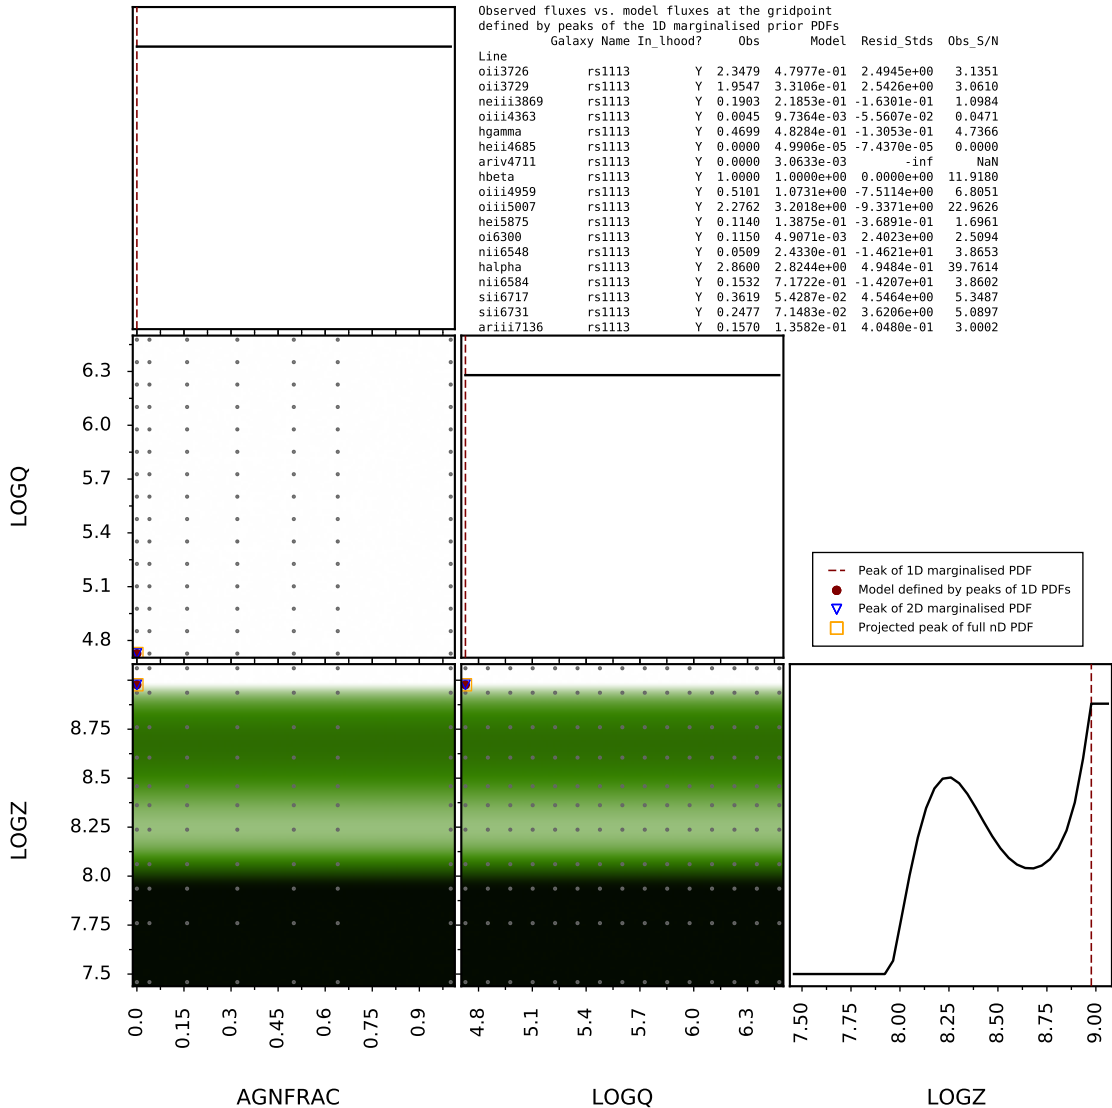 Observed fluxes vs. model fluxes at the gridpoint
defined by peaks of the 1D marginalised prior PDFs
Galaxy Name In_lhood? Obs Model Resid_Stds Obs_S/N
Line
oii3726 rs1113 Y 2.3479 4.7977e-01 2.4945e+00 3.1351
oii3729 rs1113 Y 1.9547 3.3106e-01 2.5426e+00 3.0610
neiii3869 rs1113 Y 0.1903 2.1853e-01 -1.6301e-01 1.0984
oiii4363 rs1113 Y 0.0045 9.7364e-03 -5.5607e-02 0.0471
hgamma rs1113 Y 0.4699 4.8284e-01 -1.3053e-01 4.7366
heii4685 rs1113 Y 0.0000 4.9906e-05 -7.4370e-05 0.0000
ariv4711 rs1113 Y 0.0000 3.0633e-03 -inf NaN
hbeta rs1113 Y 1.0000 1.0000e+00 0.0000e+00 11.9180
oiii4959 rs1113 Y 0.5101 1.0731e+00 -7.5114e+00 6.8051
oiii5007 rs1113 Y 2.2762 3.2018e+00 -9.3371e+00 22.9626
hei5875 rs1113 Y 0.1140 1.3875e-01 -3.6891e-01 1.6961
oi6300 rs1113 Y 0.1150 4.9071e-03 2.4023e+00 2.5094
nii6548 rs1113 Y 0.0509 2.4330e-01 -1.4621e+01 3.8653
halpha rs1113 Y 2.8600 2.8244e+00 4.9484e-01 39.7614
nii6584 rs1113 Y 0.1532 7.1722e-01 -1.4207e+01 3.8602
sii6717 rs1113 Y 0.3619 5.4287e-02 4.5464e+00 5.3487
sii6731 rs1113 Y 0.2477 7.1483e-02 3.6206e+00 5.0897
ariii7136 rs1113 Y 0.1570 1.3582e-01 4.0480e-01 3.0002
6.3
6.0
5.7
5.4
5.1
4.8
LOGQ
Peak of 1D marginalised PDF
Model defined by peaks of 1D PDFs
Peak of 2D marginalised PDF
Projected peak of full nD PDF
8.75
8.5
8.25
8.0
7.75
7.5
LOGZ
0.0 0.15 0.3 0.45 0.6 0.75 0.9
4.8 5.1 5.4 5.7 6.0 6.3
7.50 7.75 8.00 8.25 8.50 8.75 9.00
AGNFRAC
LOGQ
LOGZ